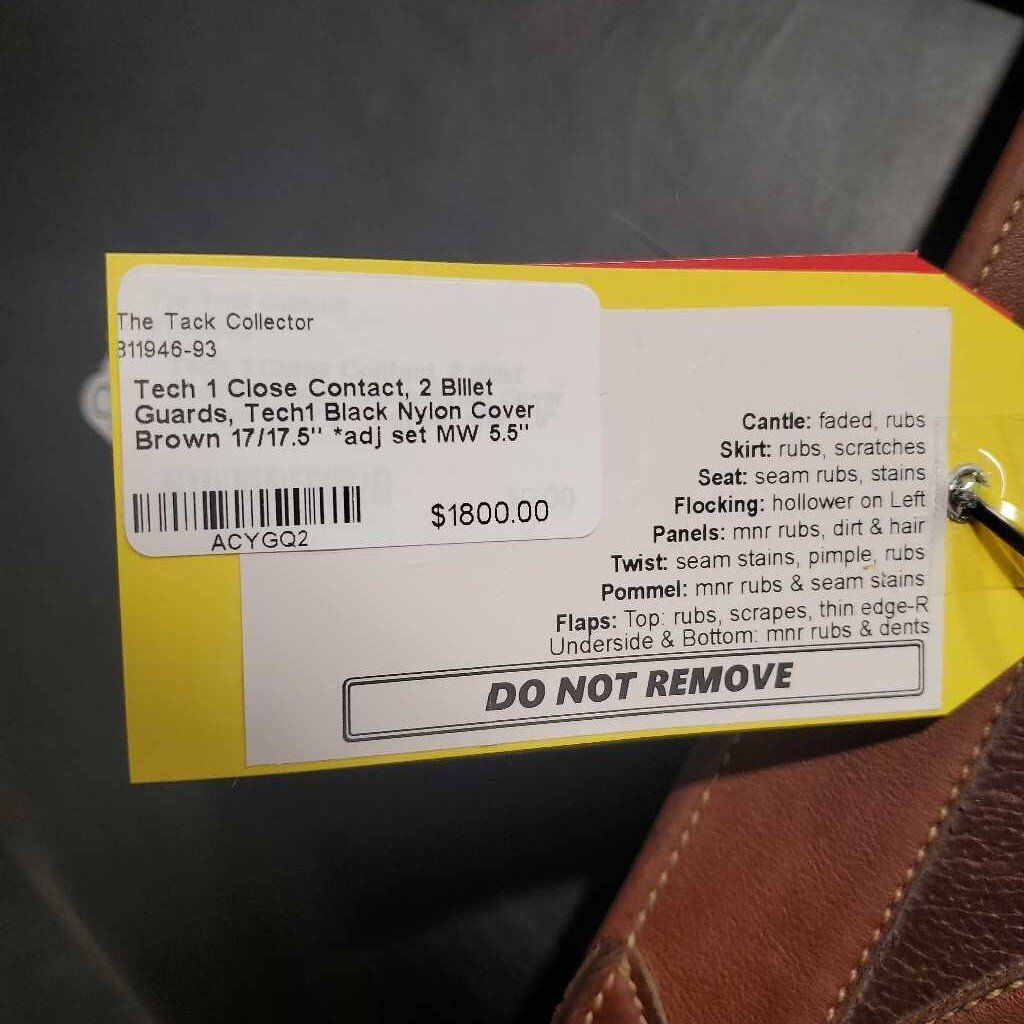 The Tack Collector
311946-93
Tech 1 Close Contact, 2 Billet
Guards, Tech1 Black Nylon Cover
Brown 17/17.5" *adj set MW 5.5"
$1800.00
ACYGQ2
Cantle: faded, rubs
Skirt: rubs, scratches
Seat: seam rubs, stains
Flocking: hollower on Left
Panels: mnr rubs, dirt & hair
Twist: seam stains, pimple, rubs
Pommel: mnr rubs & seam stains
Flaps: Top: rubs, scrapes, thin edge-R
Underside & Bottom: mnr rubs & dents
DO NOT REMOVE